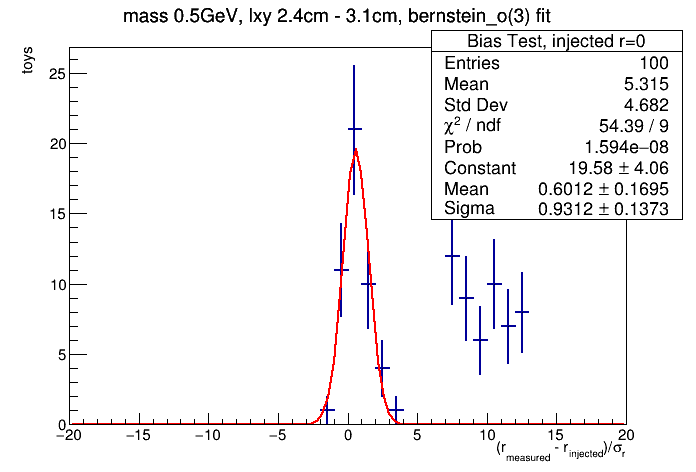 mass 0.5GeV, lxy 2.4cm - 3.1cm, bernstein_o(3) fit
toys
Bias Test, injected r=0
Entries 100
Mean 5.315
Std Dev 4.682
χ² / ndf 54.39 / 9
Prob 1.594e−08
Constant 19.58 ± 4.06
Mean 0.6012 ± 0.1695
Sigma 0.9312 ± 0.1373
25
20
15
10
5
0
−20 −15 −10 −5 0 5 10 15 20
(r_measured - r_injected)/σ_r